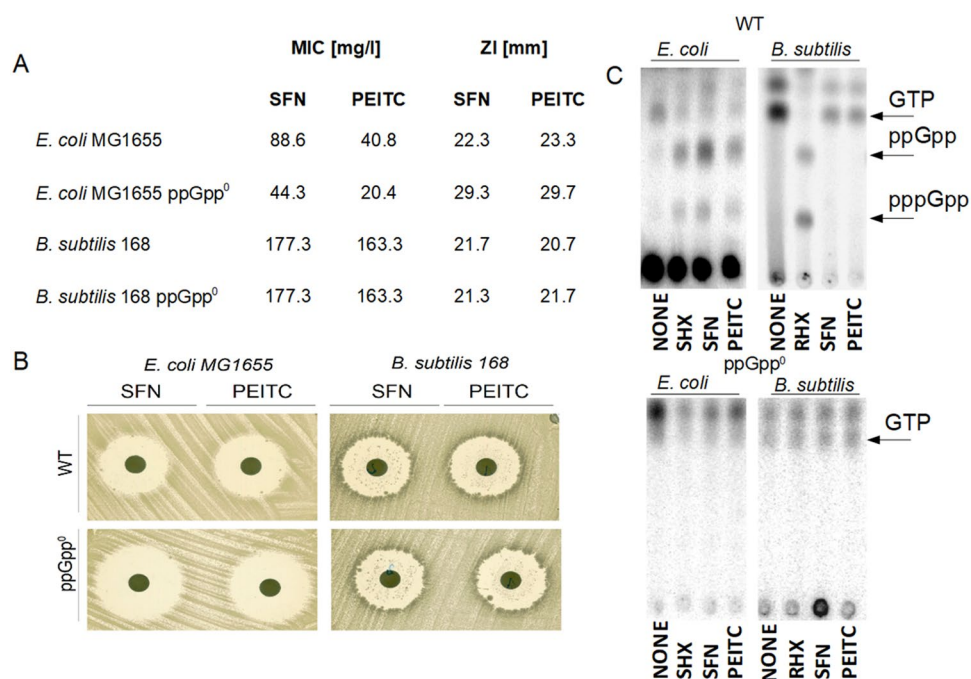 A
MIC [mg/l] ZI [mm]
SFN PEITC SFN PEITC
E. coli MG1655 88.6 40.8 22.3 23.3
E. coli MG1655 ppGpp⁰ 44.3 20.4 29.3 29.7
B. subtilis 168 177.3 163.3 21.7 20.7
B. subtilis 168 ppGpp⁰ 177.3 163.3 21.3 21.7
B
E. coli MG1655 B. subtilis 168
SFN PEITC SFN PEITC
WT
ppGpp⁰
C
WT
E. coli B. subtilis
GTP
ppGpp
pppGpp
NONE SHX SFN PEITC NONE RHX SFN PEITC
ppGpp⁰
E. coli B. subtilis
GTP
NONE SHX SFN PEITC NONE RHX SFN PEITC